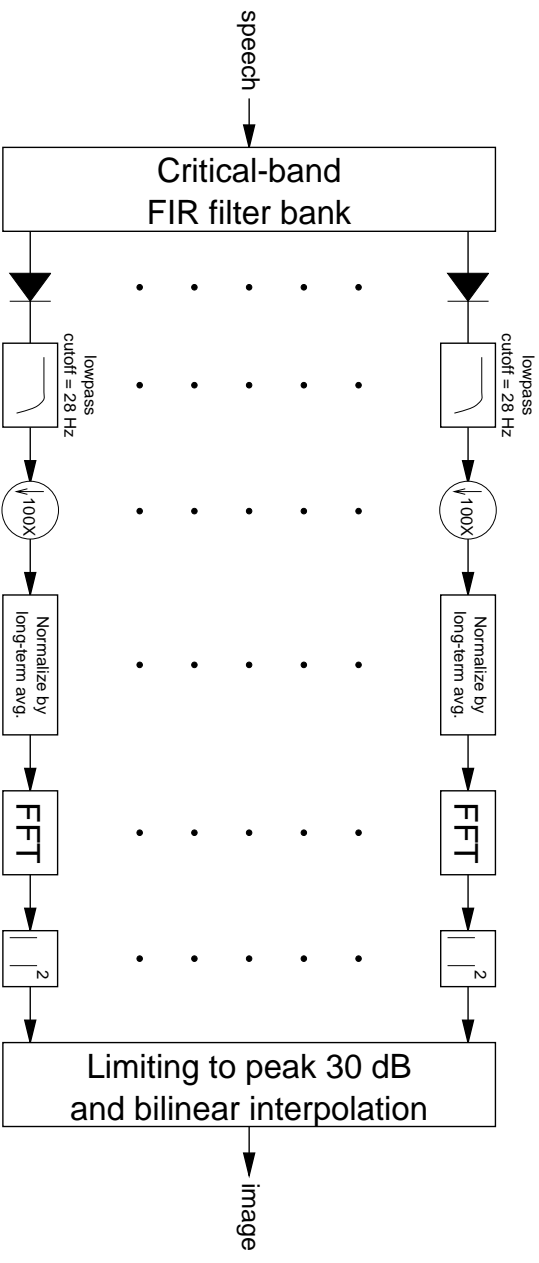 speech
Critical-band
FIR filter bank
lowpass
cutoff = 28 Hz
lowpass
cutoff = 28 Hz
↓100X
↓100X
Normalize by
long-term avg.
Normalize by
long-term avg.
FFT
FFT
| |2
| |2
Limiting to peak 30 dB
and bilinear interpolation
image